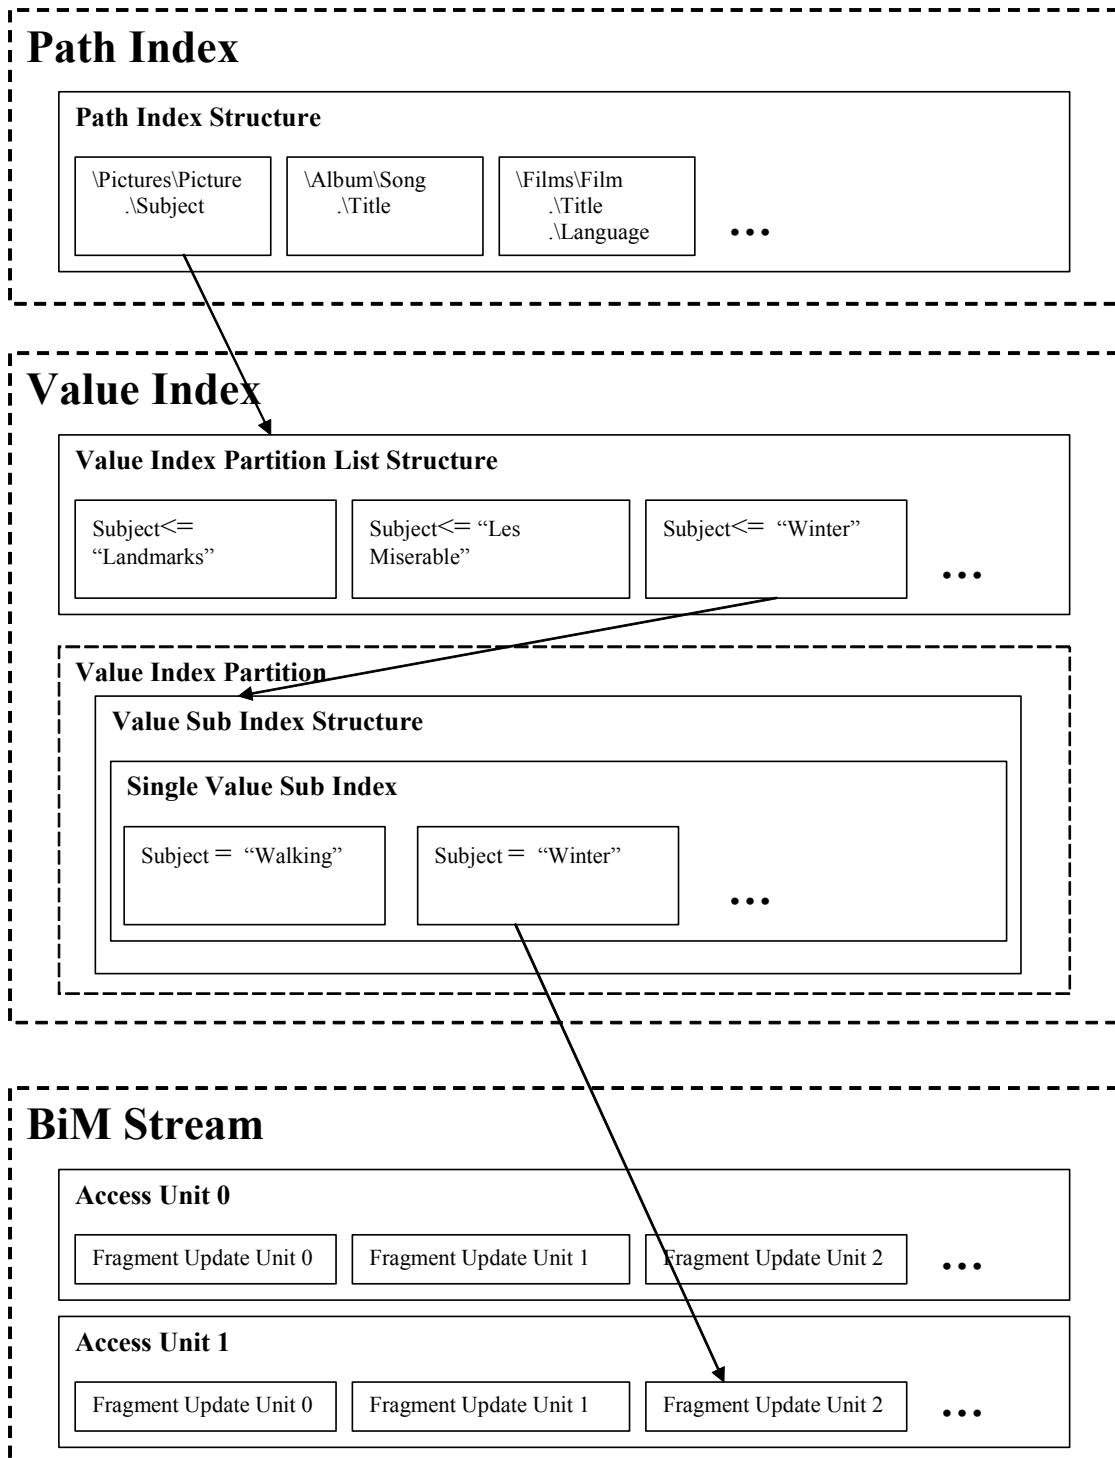 Path Index
Path Index Structure
\Pictures\Picture
.\Subject
\Album\Song
.\Title
\Films\Film
.\Title
.\Language
...
Value Index
Value Index Partition List Structure
Subject<=
“Landmarks”
Subject<= “Les
Miserable”
Subject<= “Winter”
...
Value Index Partition
Value Sub Index Structure
Single Value Sub Index
Subject = “Walking”
Subject = “Winter”
...
BiM Stream
Access Unit 0
Fragment Update Unit 0
Fragment Update Unit 1
Fragment Update Unit 2
...
Access Unit 1
Fragment Update Unit 0
Fragment Update Unit 1
Fragment Update Unit 2
...